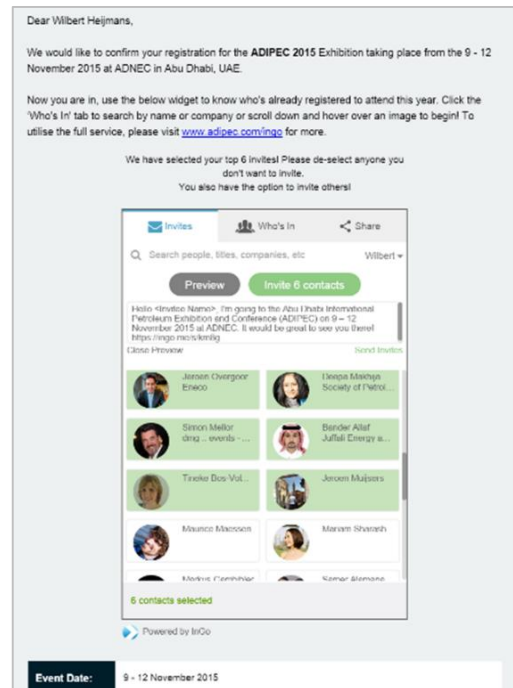 Dear Wilbert Heijmans,
We would like to confirm your registration for the ADIPEC 2015 Exhibition taking place from the 9 - 12
November 2015 at ADNEC in Abu Dhabi, UAE.
Now you are in, use the below widget to know who's already registered to attend this year. Click the
'Who's In' tab to search by name or company or scroll down and hover over an image to begin! To
utilise the full service, please visit www.adipec.com/ingo for more.
We have selected your top 6 invites! Please de-select anyone you
don't want to invite.
You also have the option to invite others!
Invites Who's In Share
Search people, titles, companies, etc Wilbert
Preview Invite 6 contacts
Hello <Invitee Name>, I'm going to the Abu Dhabi International
Petroleum Exhibition and Conference (ADIPEC) on 9 – 12
November 2015 at ADNEC. It would be great to see you there!
Close Preview Send Invites
Jeroen Overgoor Deepa Makhija
Eneco Society of Petrol...
Simon Mellor Bander Allaf
dmg .. events - ... Juffali Energy a...
Tineke Bos-Vol... Jeroen Muijsers
Maurice Maessen Mariam Sharash
6 contacts selected
Powered by InGo
Event Date: 9 - 12 November 2015